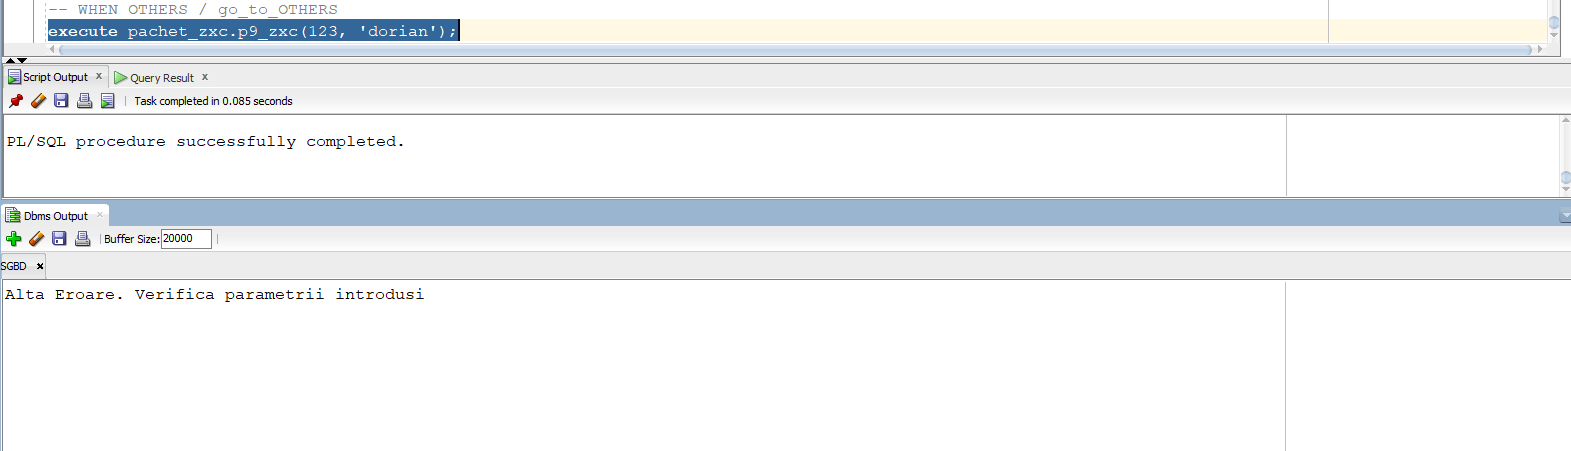 -- WHEN OTHERS / go_to_OTHERS
execute pachet_zxc.p9_zxc(123, 'dorian');
Script Output x Query Result x
Task completed in 0.085 seconds
PL/SQL procedure successfully completed.
Dbms Output x
Buffer Size: 20000
SGBD x
Alta Eroare. Verifica parametrii introdusi